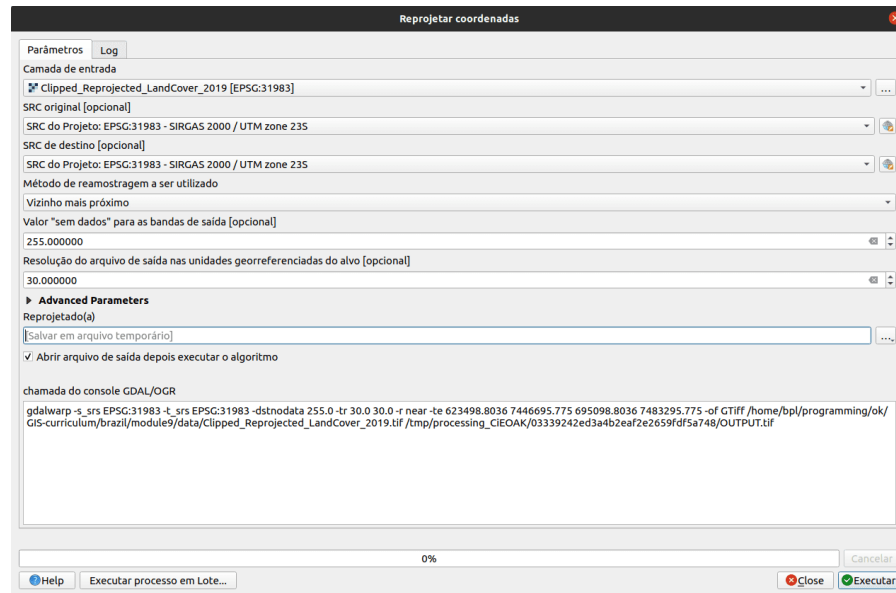 Reprojetar coordenadas
Parâmetros Log
Camada de entrada
Clipped_Reprojected_LandCover_2019 [EPSG:31983]
...
SRC original [opcional]
SRC do Projeto: EPSG:31983 - SIRGAS 2000 / UTM zone 23S
SRC de destino [opcional]
SRC do Projeto: EPSG:31983 - SIRGAS 2000 / UTM zone 23S
Método de reamostragem a ser utilizado
Vizinho mais próximo
Valor "sem dados" para as bandas de saída [opcional]
255.000000
Resolução do arquivo de saída nas unidades georreferenciadas do alvo [opcional]
30.000000
Advanced Parameters
Reprojetado(a)
[Salvar em arquivo temporário]
...
Abrir arquivo de saída depois executar o algoritmo
chamada do console GDAL/OGR
gdalwarp -s_srs EPSG:31983 -t_srs EPSG:31983 -dstnodata 255.0 -tr 30.0 30.0 -r near -te 623498.8036 7446695.775 695098.8036 7483295.775 -of GTiff /home/bpl/programming/ok/
GIS-curriculum/brazil/module9/data/Clipped_Reprojected_LandCover_2019.tif /tmp/processing_CiEOAK/03339242ed3a4b2eaf2e2659fdf5a748/OUTPUT.tif
0%
Cancelar
Help Executar processo em Lote... Close Executar